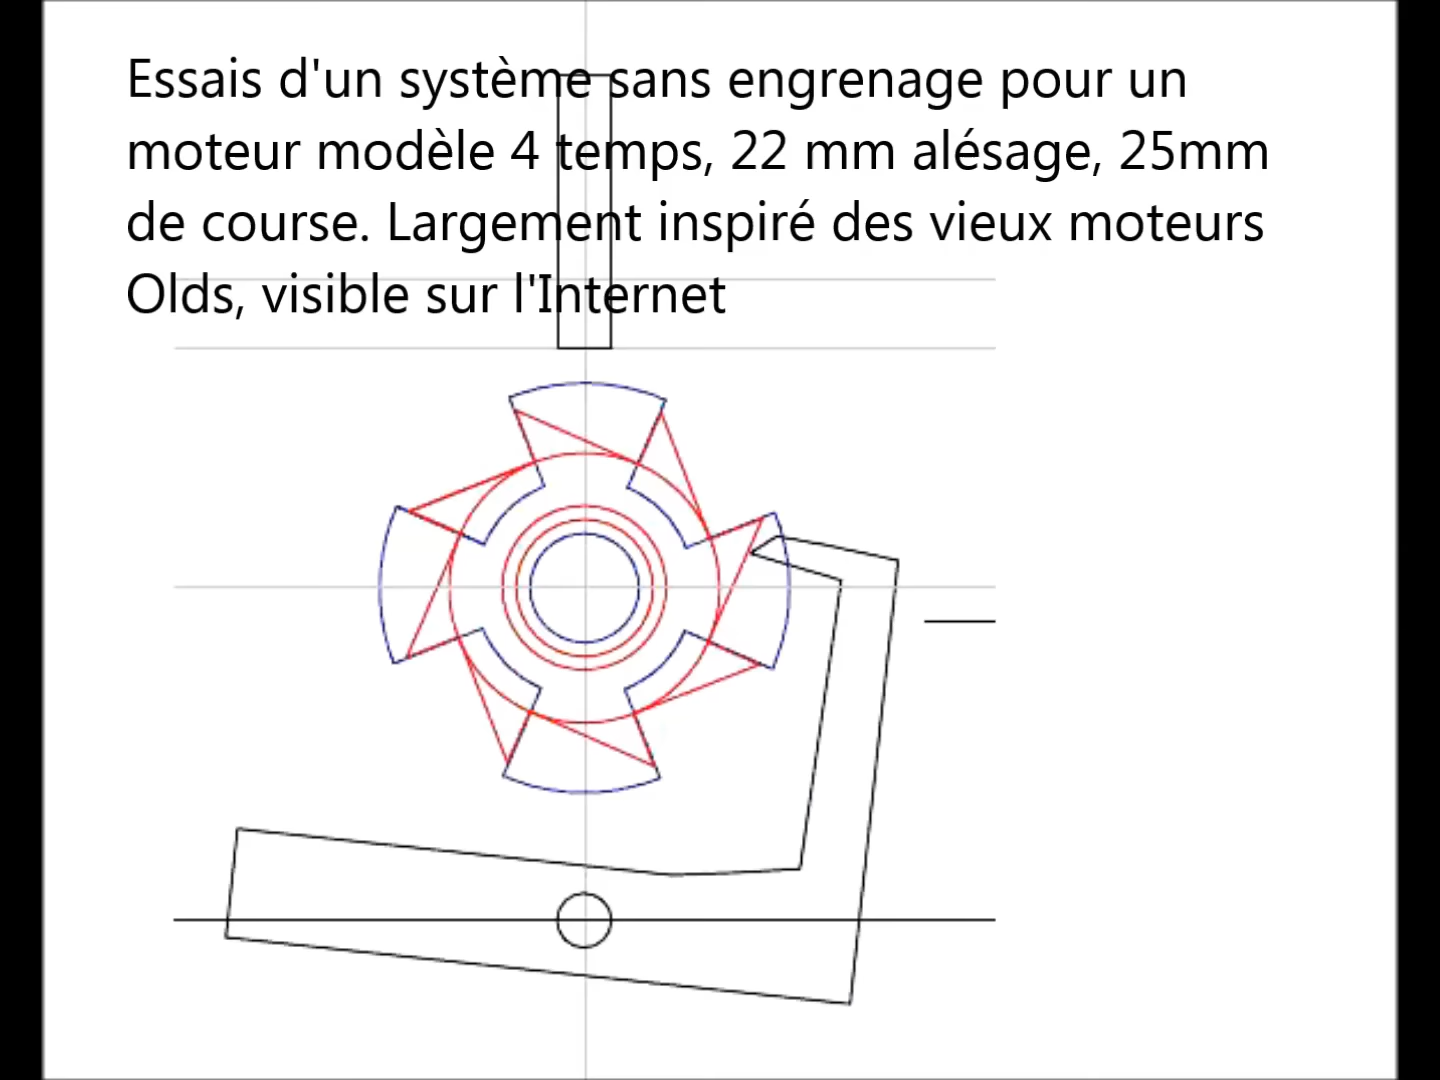 Essais d'un système sans engrenage pour un
moteur modèle 4 temps, 22 mm alésage, 25mm
de course. Largement inspiré des vieux moteurs
Olds, visible sur l'Internet